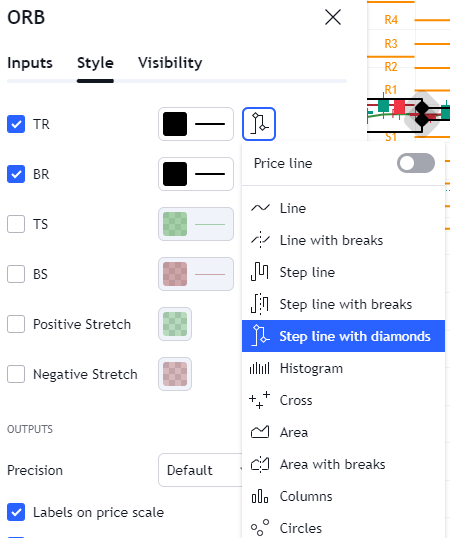 ORB
Inputs Style Visibility
TR
BR
TS
BS
Positive Stretch
Negative Stretch
OUTPUTS
Precision Default
Labels on price scale
Price line
Line
Line with breaks
Step line
Step line with breaks
Step line with diamonds
Histogram
Cross
Area
Area with breaks
Columns
Circles
R4
R3
R2
R1
S1